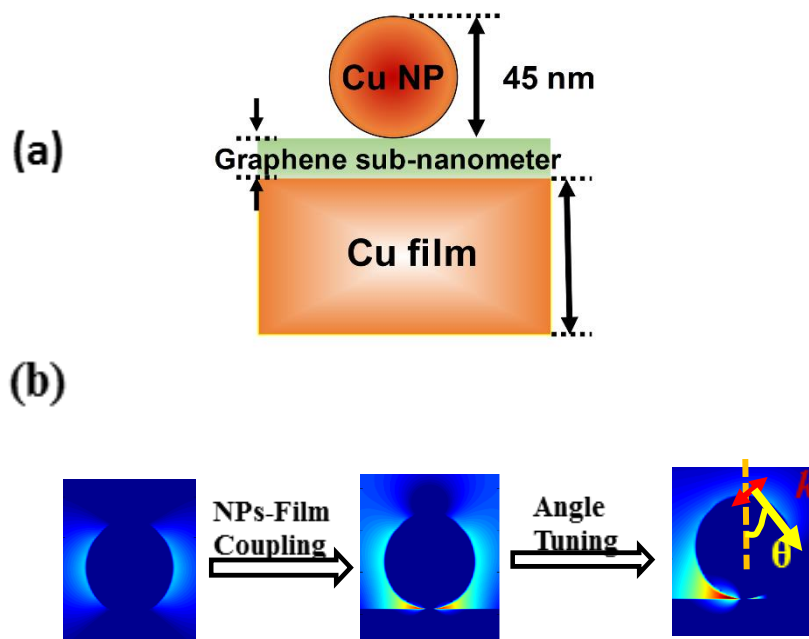 (a)
Cu NP
45 nm
Graphene sub-nanometer
Cu film
(b)
NPs-Film
Coupling
Angle
Tuning
θ